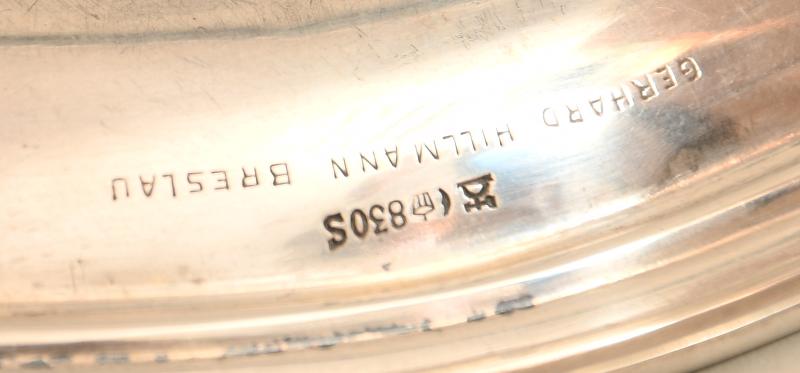 GERHARD HILLMANN BRESLAU
830S